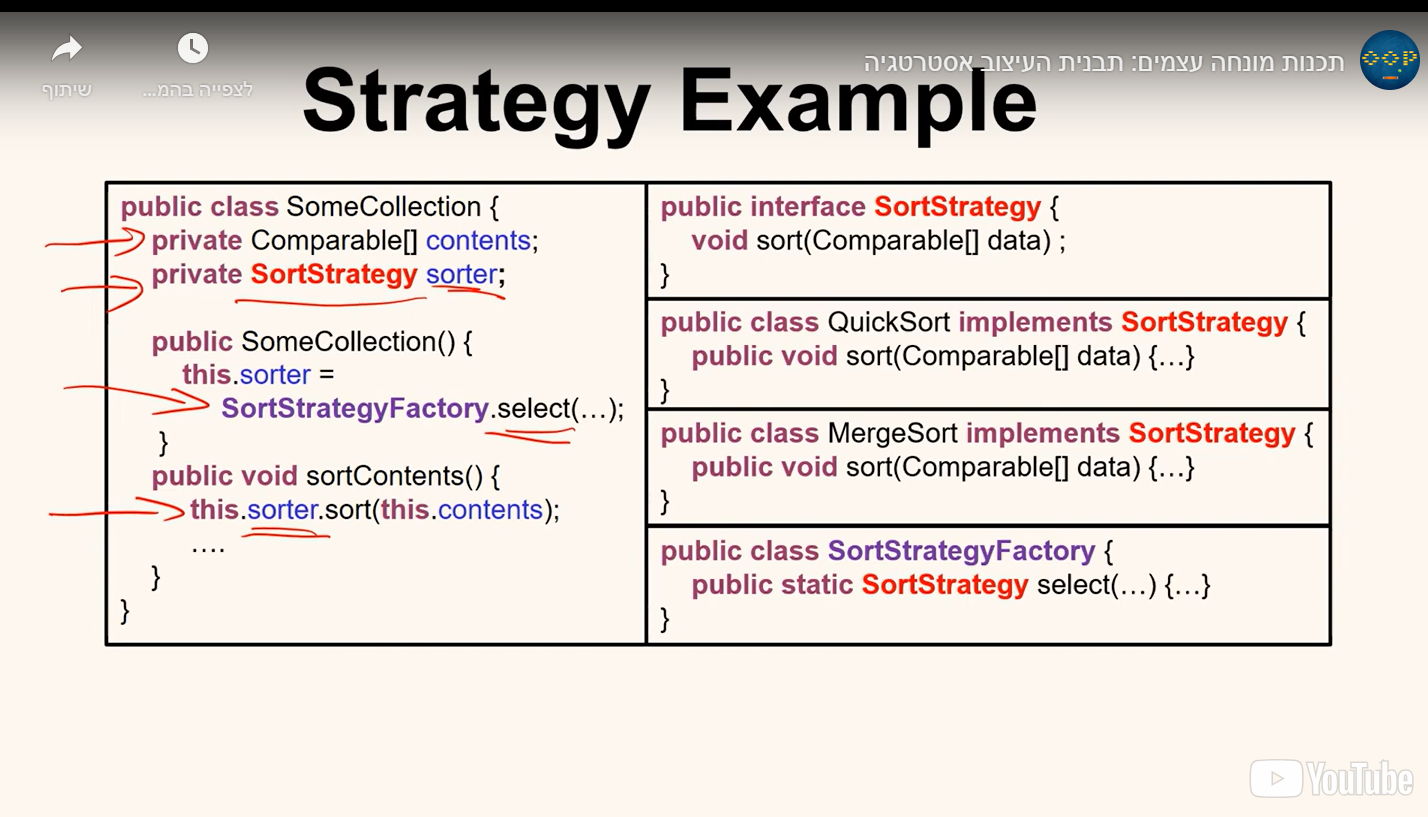 תכנות מונחה עצמים: תבנית העיצוב אסטרטגיה
oop
לצפייה בהמ...
שיתוף
Strategy Example
public class SomeCollection {
private Comparable[] contents;
private SortStrategy sorter;
public SomeCollection() {
this.sorter =
SortStrategyFactory.select(…);
}
public void sortContents() {
this.sorter.sort(this.contents);
….
}
}
public interface SortStrategy {
void sort(Comparable[] data) ;
}
public class QuickSort implements SortStrategy {
public void sort(Comparable[] data) {…}
}
public class MergeSort implements SortStrategy {
public void sort(Comparable[] data) {…}
}
public class SortStrategyFactory {
public static SortStrategy select(…) {…}
}
YouTube